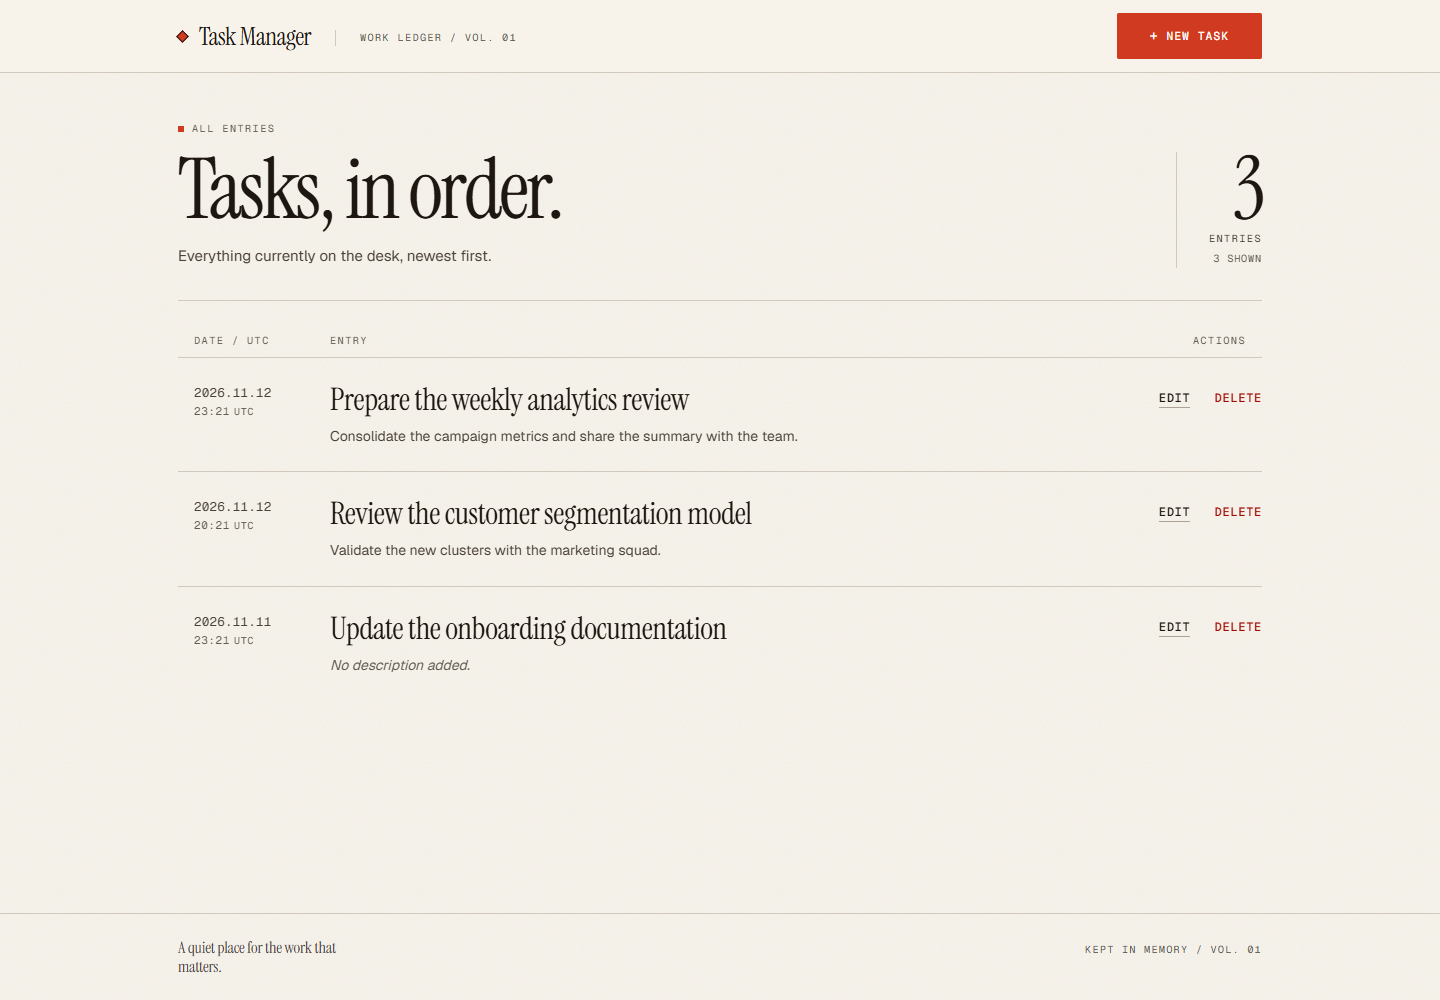 Task Manager
WORK LEDGER / VOL. 01
+ NEW TASK
ALL ENTRIES
Tasks, in order.
Everything currently on the desk, newest first.
3
ENTRIES
3 SHOWN
DATE / UTC
ENTRY
ACTIONS
2026.11.12
23:21 UTC
Prepare the weekly analytics review
Consolidate the campaign metrics and share the summary with the team.
EDIT
DELETE
2026.11.12
20:21 UTC
Review the customer segmentation model
Validate the new clusters with the marketing squad.
EDIT
DELETE
2026.11.11
23:21 UTC
Update the onboarding documentation
No description added.
EDIT
DELETE
A quiet place for the work that
matters.
KEPT IN MEMORY / VOL. 01